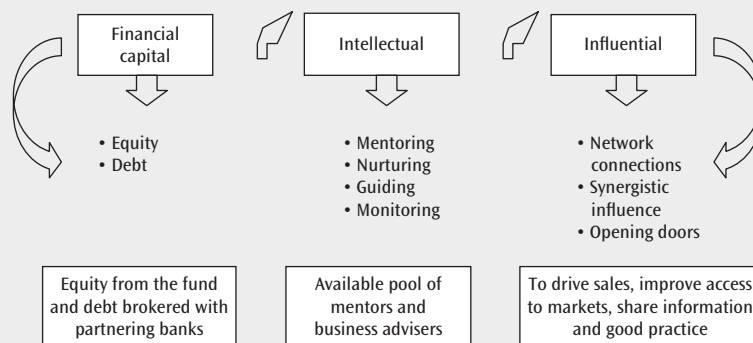 Financial
capital
Intellectual
Influential
• Equity
• Debt
• Mentoring
• Nurturing
• Guiding
• Monitoring
• Network
connections
• Synergistic
influence
• Opening doors
Equity from the fund
and debt brokered with
partnering banks
Available pool of
mentors and
business advisers
To drive sales, improve access
to markets, share information
and good practice